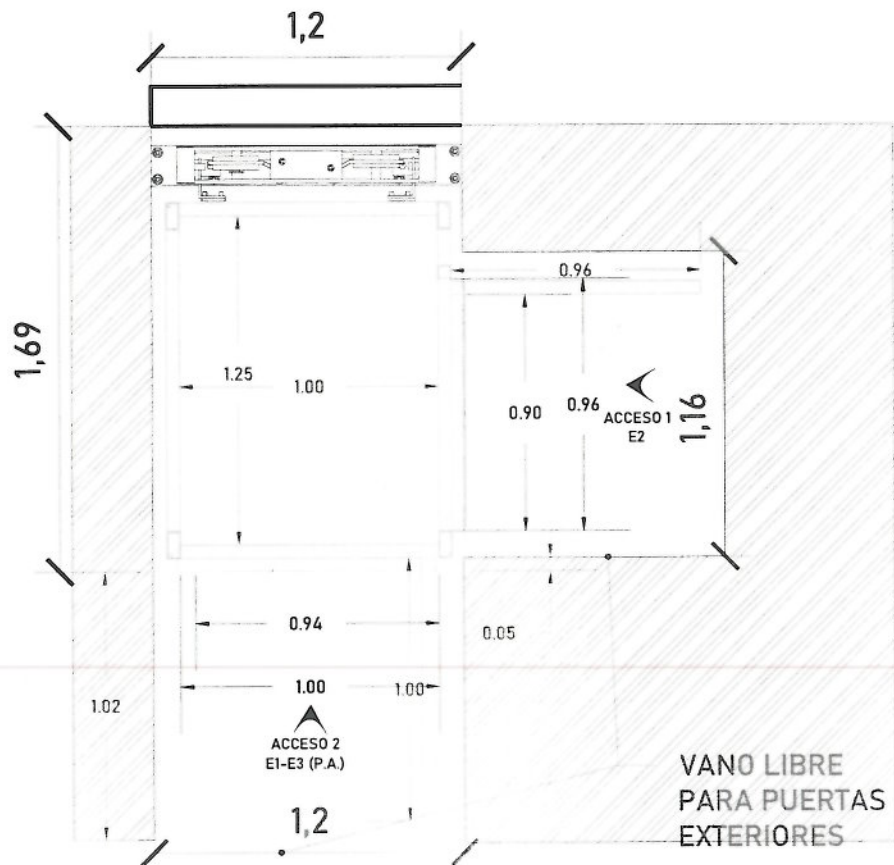 1,2
0.96
1,69
1.25
1.00
0.90
0.96
ACCESO 1
E2
1,16
0.94
0.05
1.02
1.00
1.00
ACCESO 2
E1-E3 (P.A.)
1,2
VANO LIBRE
PARA PUERTAS
EXTERIORES